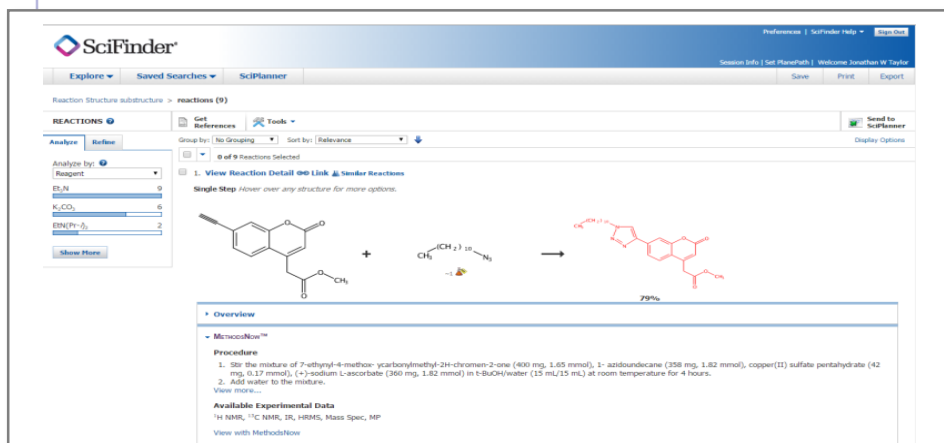 SciFinder®
Preferences | SciFinder Help ▾ Sign Out
Session Info | Set PlanePath | Welcome Jonathan W Taylor
Explore ▾ Saved Searches ▾ SciPlanner
Save Print Export
Reaction Structure substructure > reactions (9)
REACTIONS
Get References
Tools ▾
Send to SciPlanner
Analyze Refine
Group by: No Grouping ▾ Sort by: Relevance ▾
Display Options
0 of 9 Reactions Selected
Analyze by:
Reagent
Et₃N 9
K₂CO₃ 6
EtN(Pr-i)₂ 2
Show More
1. View Reaction Detail Link Similar Reactions
Single Step Hover over any structure for more options.
O O
O CH₃
O
+
CH₃ (CH₂)₁₀ N₃
~1
CH₃ (CH₂)₁₀ N N N
O O
O CH₃
O
79%
Overview
METHODSNOW™
Procedure
1. Stir the mixture of 7-ethynyl-4-methox- ycarbonylmethyl-2H-chromen-2-one (400 mg, 1.65 mmol), 1- azidoundecane (358 mg, 1.82 mmol), copper(II) sulfate pentahydrate (42
mg, 0.17 mmol), (+)-sodium L-ascorbate (360 mg, 1.82 mmol) in t-BuOH/water (15 mL/15 mL) at room temperature for 4 hours.
2. Add water to the mixture.
View more...
Available Experimental Data
¹H NMR, ¹³C NMR, IR, HRMS, Mass Spec, MP
View with MethodsNow